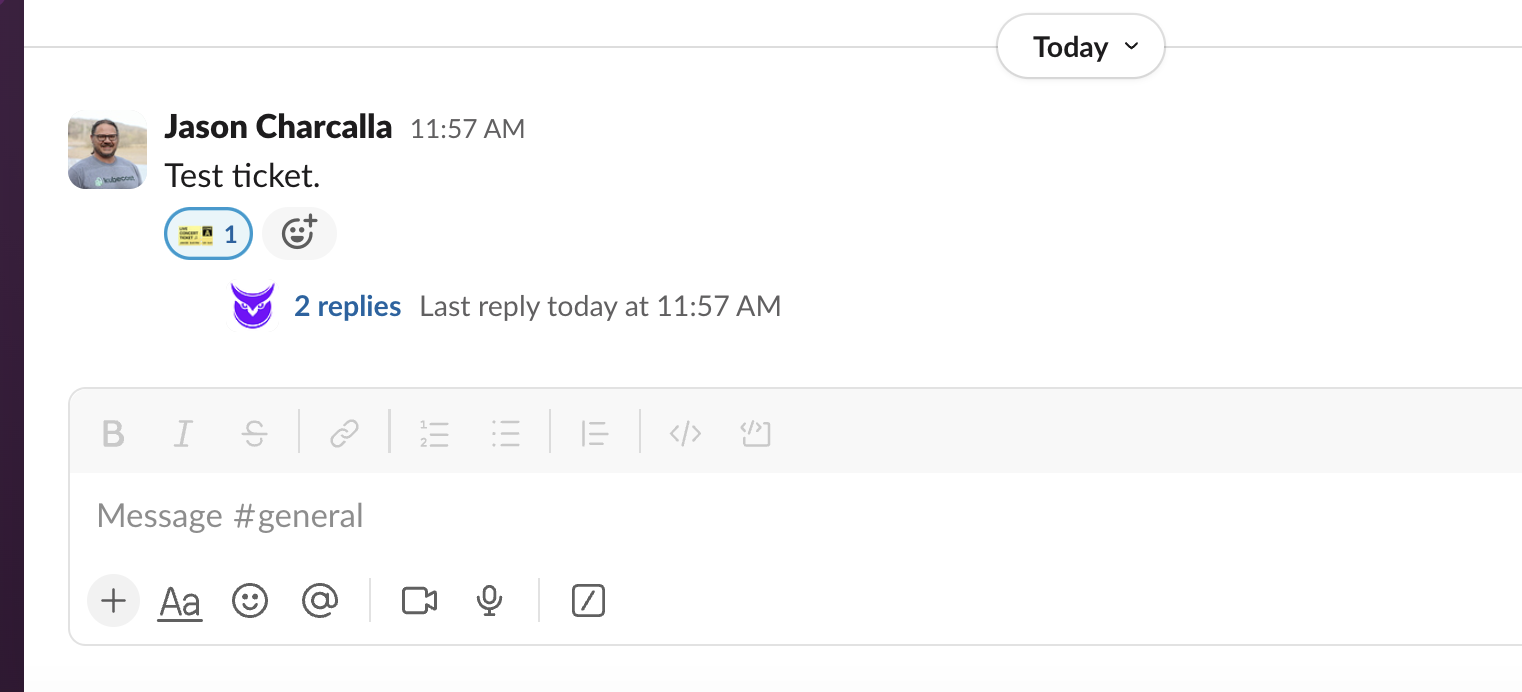 Today
Jason Charcalla 11:57 AM
Test ticket.
1
2 replies Last reply today at 11:57 AM
B I S
Message #general
Aa